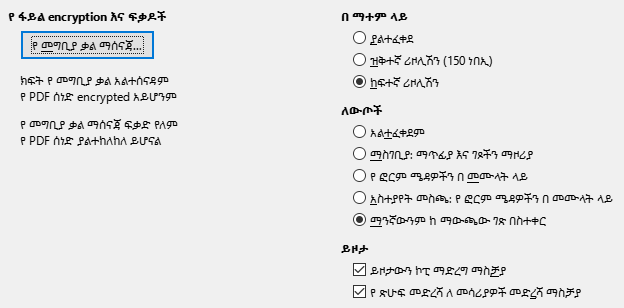 የ ፋይል encryption እና ፍቃዶች
የ መግቢያ ቃል ማሰናጃ...
ክፍት የ መግቢያ ቃል አልተሰናዳም
የ PDF ሰነድ encrypted አይሆንም
የ መግቢያ ቃል ማሰናጃ ፍቃድ የለም
የ PDF ሰነድ ያልተከለከለ ይሆናል
በ ማተም ላይ
ያልተፈቀደ
ዝቅተኛ ሪዞሊሽን (150 ነበኢ)
ከፍተኛ ሪዞሊሽን
ለውጦች
አልተፈቀደም
ማስገቢያ: ማጥፊያ እና ገጾችን ማዞሪያ
የ ፎርም ሜዳዎችን በ መሙላት ላይ
አስተያየት መስጫ: የ ፎርም ሜዳዎችን በ መሙላት ላይ
ማንኛውንም ከ ማውጫው ገጽ በስተቀር
ይዞታ
ይዞታውን ኮፒ ማድረግ ማስቻያ
የ ጽሁፍ መድረሻ ለ መሳሪያዎች መድረሻ ማስቻያ